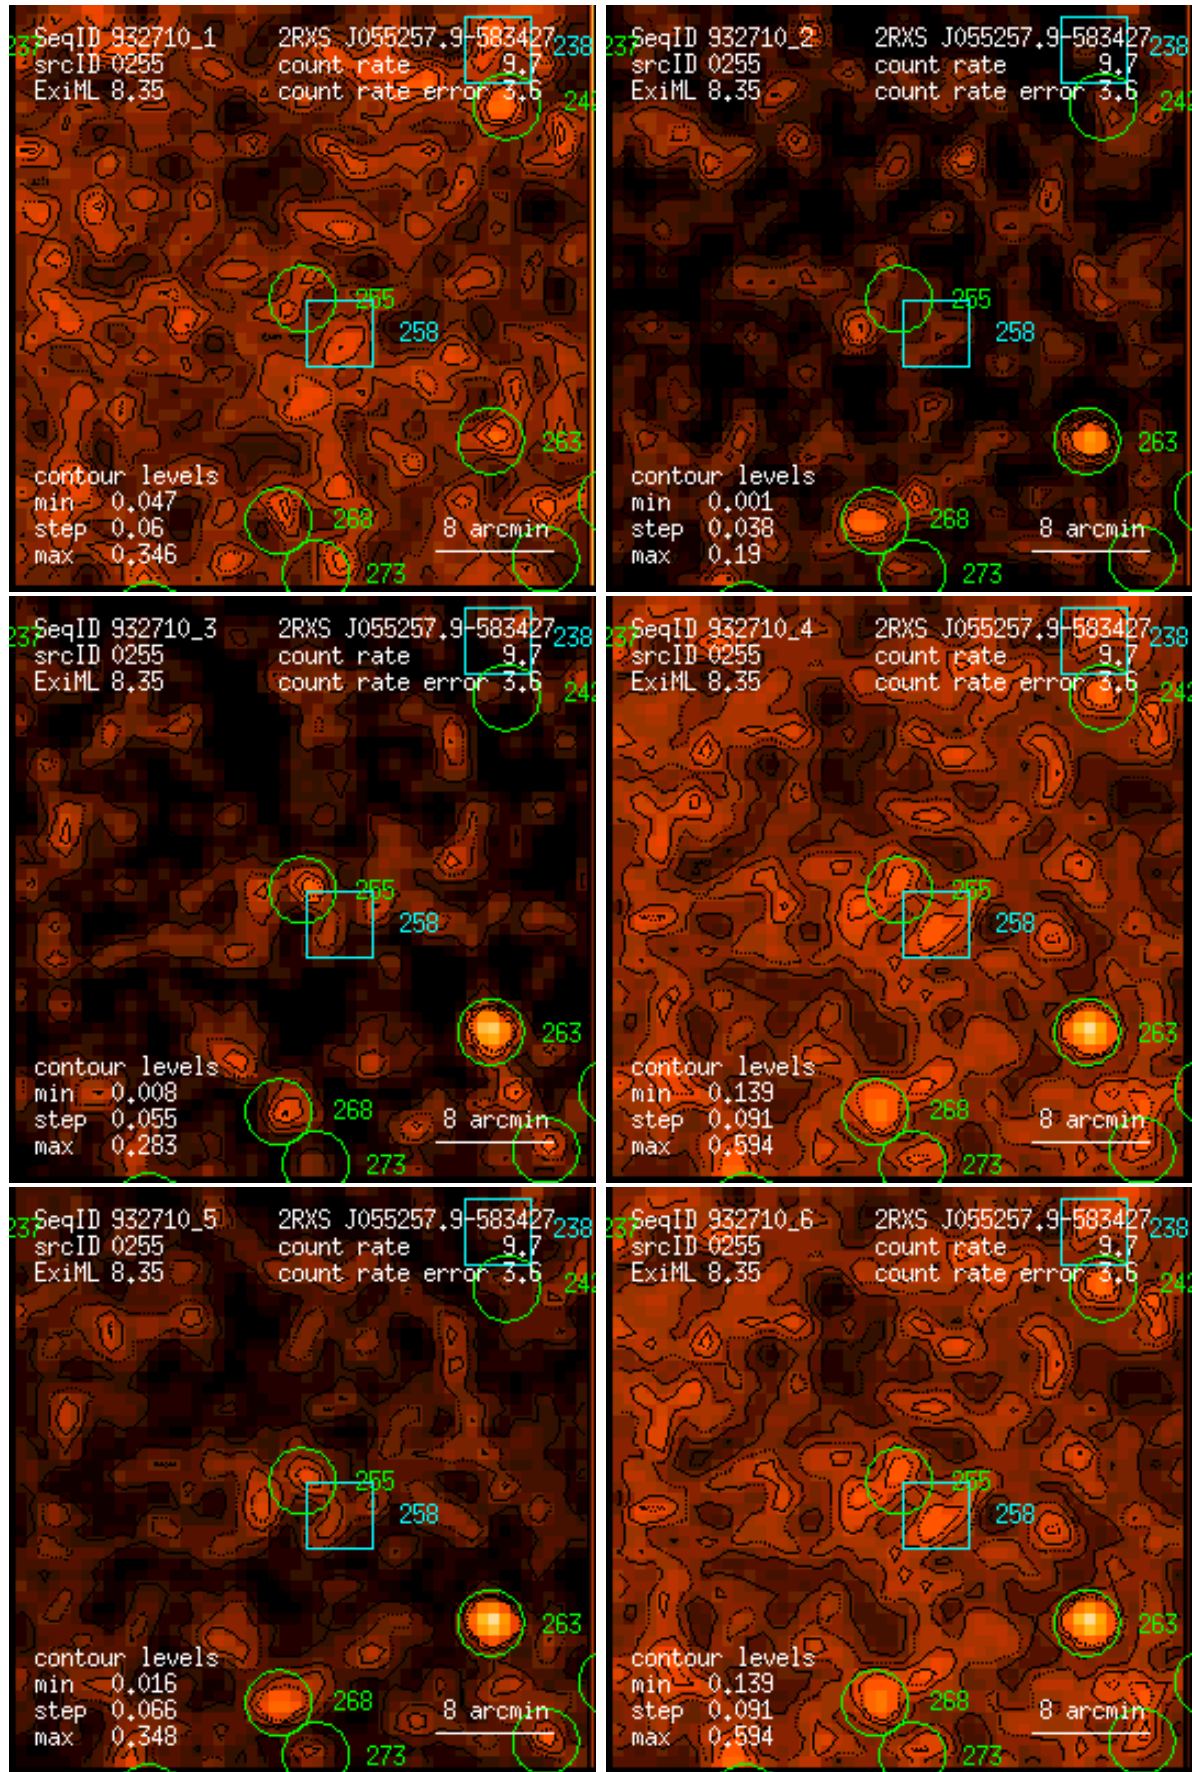 SeqID 932710_1 2RXS J055257.9-583427
237 238
srcID 0255 count rate 9.7
ExiML 8.35 count rate error 3.6
242
255
258
263
contour levels
min 0.047
268
step 0.06 8 arcmin
max 0.346
273
SeqID 932710_2 2RXS J055257.9-583427
237 238
srcID 0255 count rate 9.7
ExiML 8.35 count rate error 3.6
242
255
258
263
contour levels
min 0.001
268
step 0.038 8 arcmin
max 0.19
273
SeqID 932710_3 2RXS J055257.9-583427
237 238
srcID 0255 count rate 9.7
ExiML 8.35 count rate error 3.6
242
255
258
263
contour levels
min 0.008
268
step 0.055 8 arcmin
max 0.283
273
SeqID 932710_4 2RXS J055257.9-583427
237 238
srcID 0255 count rate 9.7
ExiML 8.35 count rate error 3.6
242
255
258
263
contour levels
min 0.139
268
step 0.091 8 arcmin
max 0.594
273
SeqID 932710_5 2RXS J055257.9-583427
237 238
srcID 0255 count rate 9.7
ExiML 8.35 count rate error 3.6
242
255
258
263
contour levels
min 0.016
268
step 0.066 8 arcmin
max 0.348
273
SeqID 932710_6 2RXS J055257.9-583427
237 238
srcID 0255 count rate 9.7
ExiML 8.35 count rate error 3.6
242
255
258
263
contour levels
min 0.139
268
step 0.091 8 arcmin
max 0.594
273